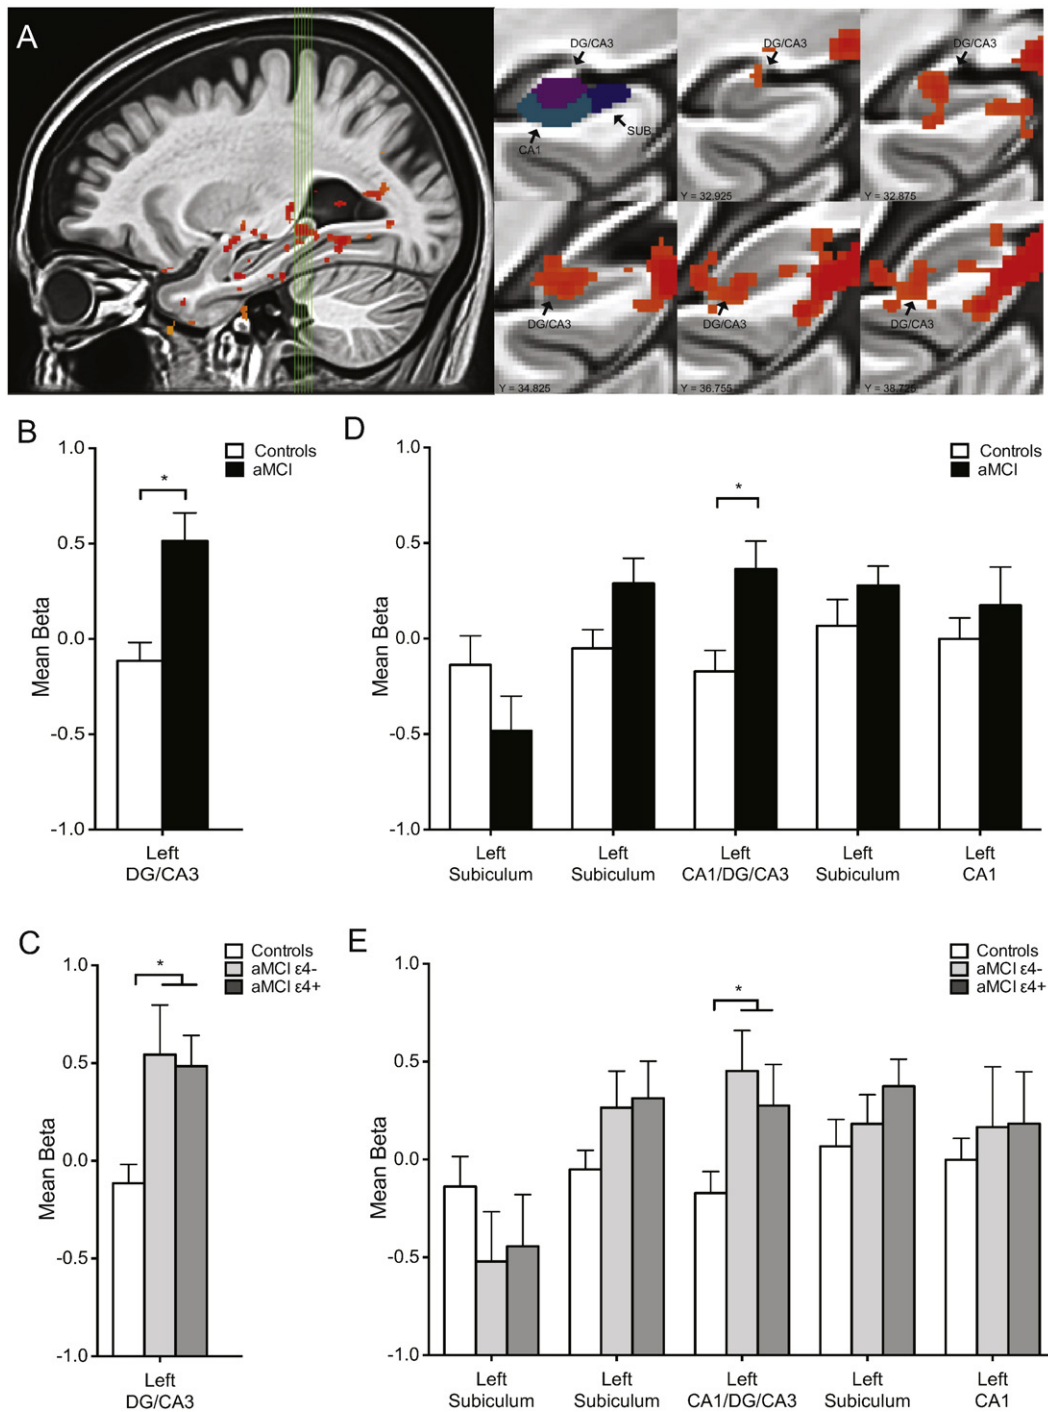 A
DG/CA3
SUB
CA1
DG/CA3
Y = 32.925
DG/CA3
Y = 32.875
DG/CA3
Y = 34.825
DG/CA3
Y = 36.755
DG/CA3
Y = 38.725
B
Controls
aMCI
*
1.0
0.5
0.0
-0.5
-1.0
Mean Beta
Left
DG/CA3
D
Controls
aMCI
*
1.0
0.5
0.0
-0.5
-1.0
Mean Beta
Left Left Left Left Left
Subiculum Subiculum CA1/DG/CA3 Subiculum CA1
C
Controls
aMCI ε4-
aMCI ε4+
*
1.0
0.5
0.0
-0.5
-1.0
Mean Beta
Left
DG/CA3
E
Controls
aMCI ε4-
aMCI ε4+
*
1.0
0.5
0.0
-0.5
-1.0
Mean Beta
Left Left Left Left Left
Subiculum Subiculum CA1/DG/CA3 Subiculum CA1